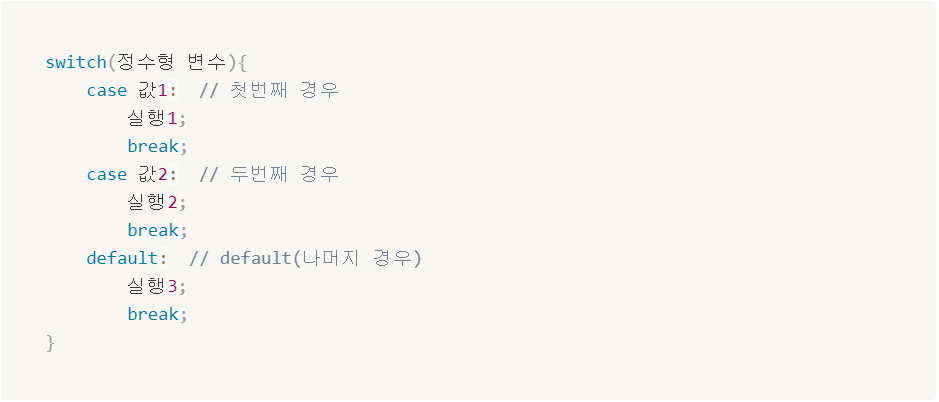 switch(정수형 변수){
    case 값1:  // 첫번째 경우
        실행1;
        break;
    case 값2:  // 두번째 경우
        실행2;
        break;
    default:  // default(나머지 경우)
        실행3;
        break;
}